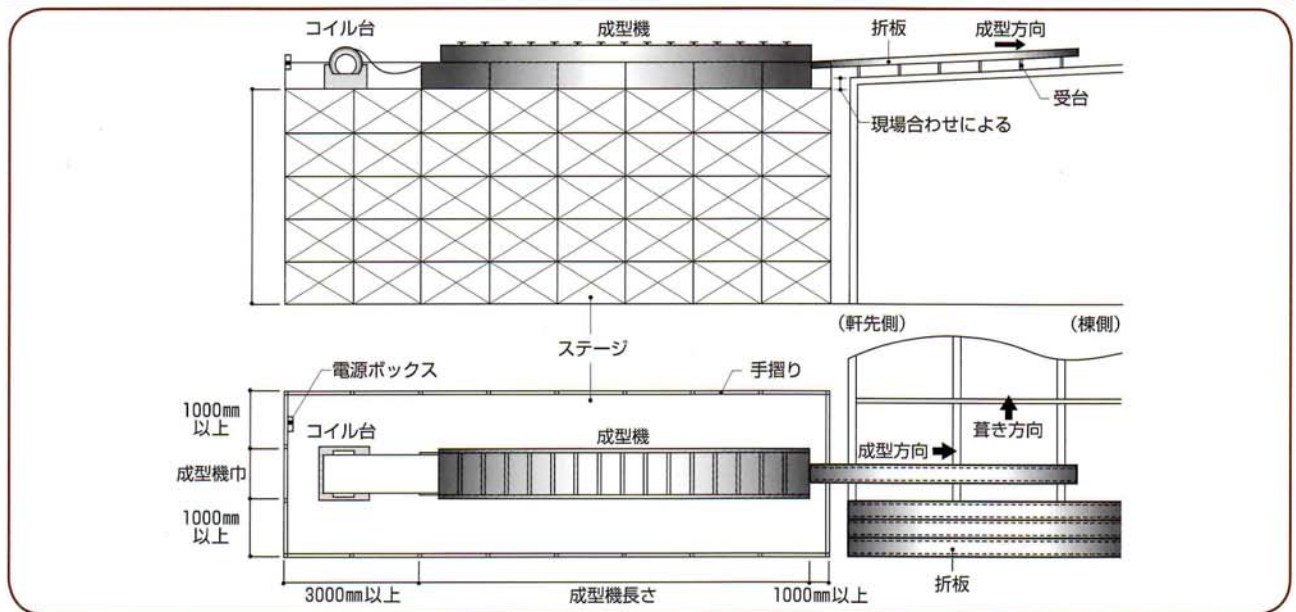 コイル台
成型機
折板
成型方向
受台
現場合わせによる
ステージ
(軒先側)
(棟側)
電源ボックス
手摺り
1000㎜
以上
コイル台
成型機
成型機巾
1000㎜
以上
葺き方向
成型方向
折板
3000㎜以上
成型機長さ
1000㎜以上